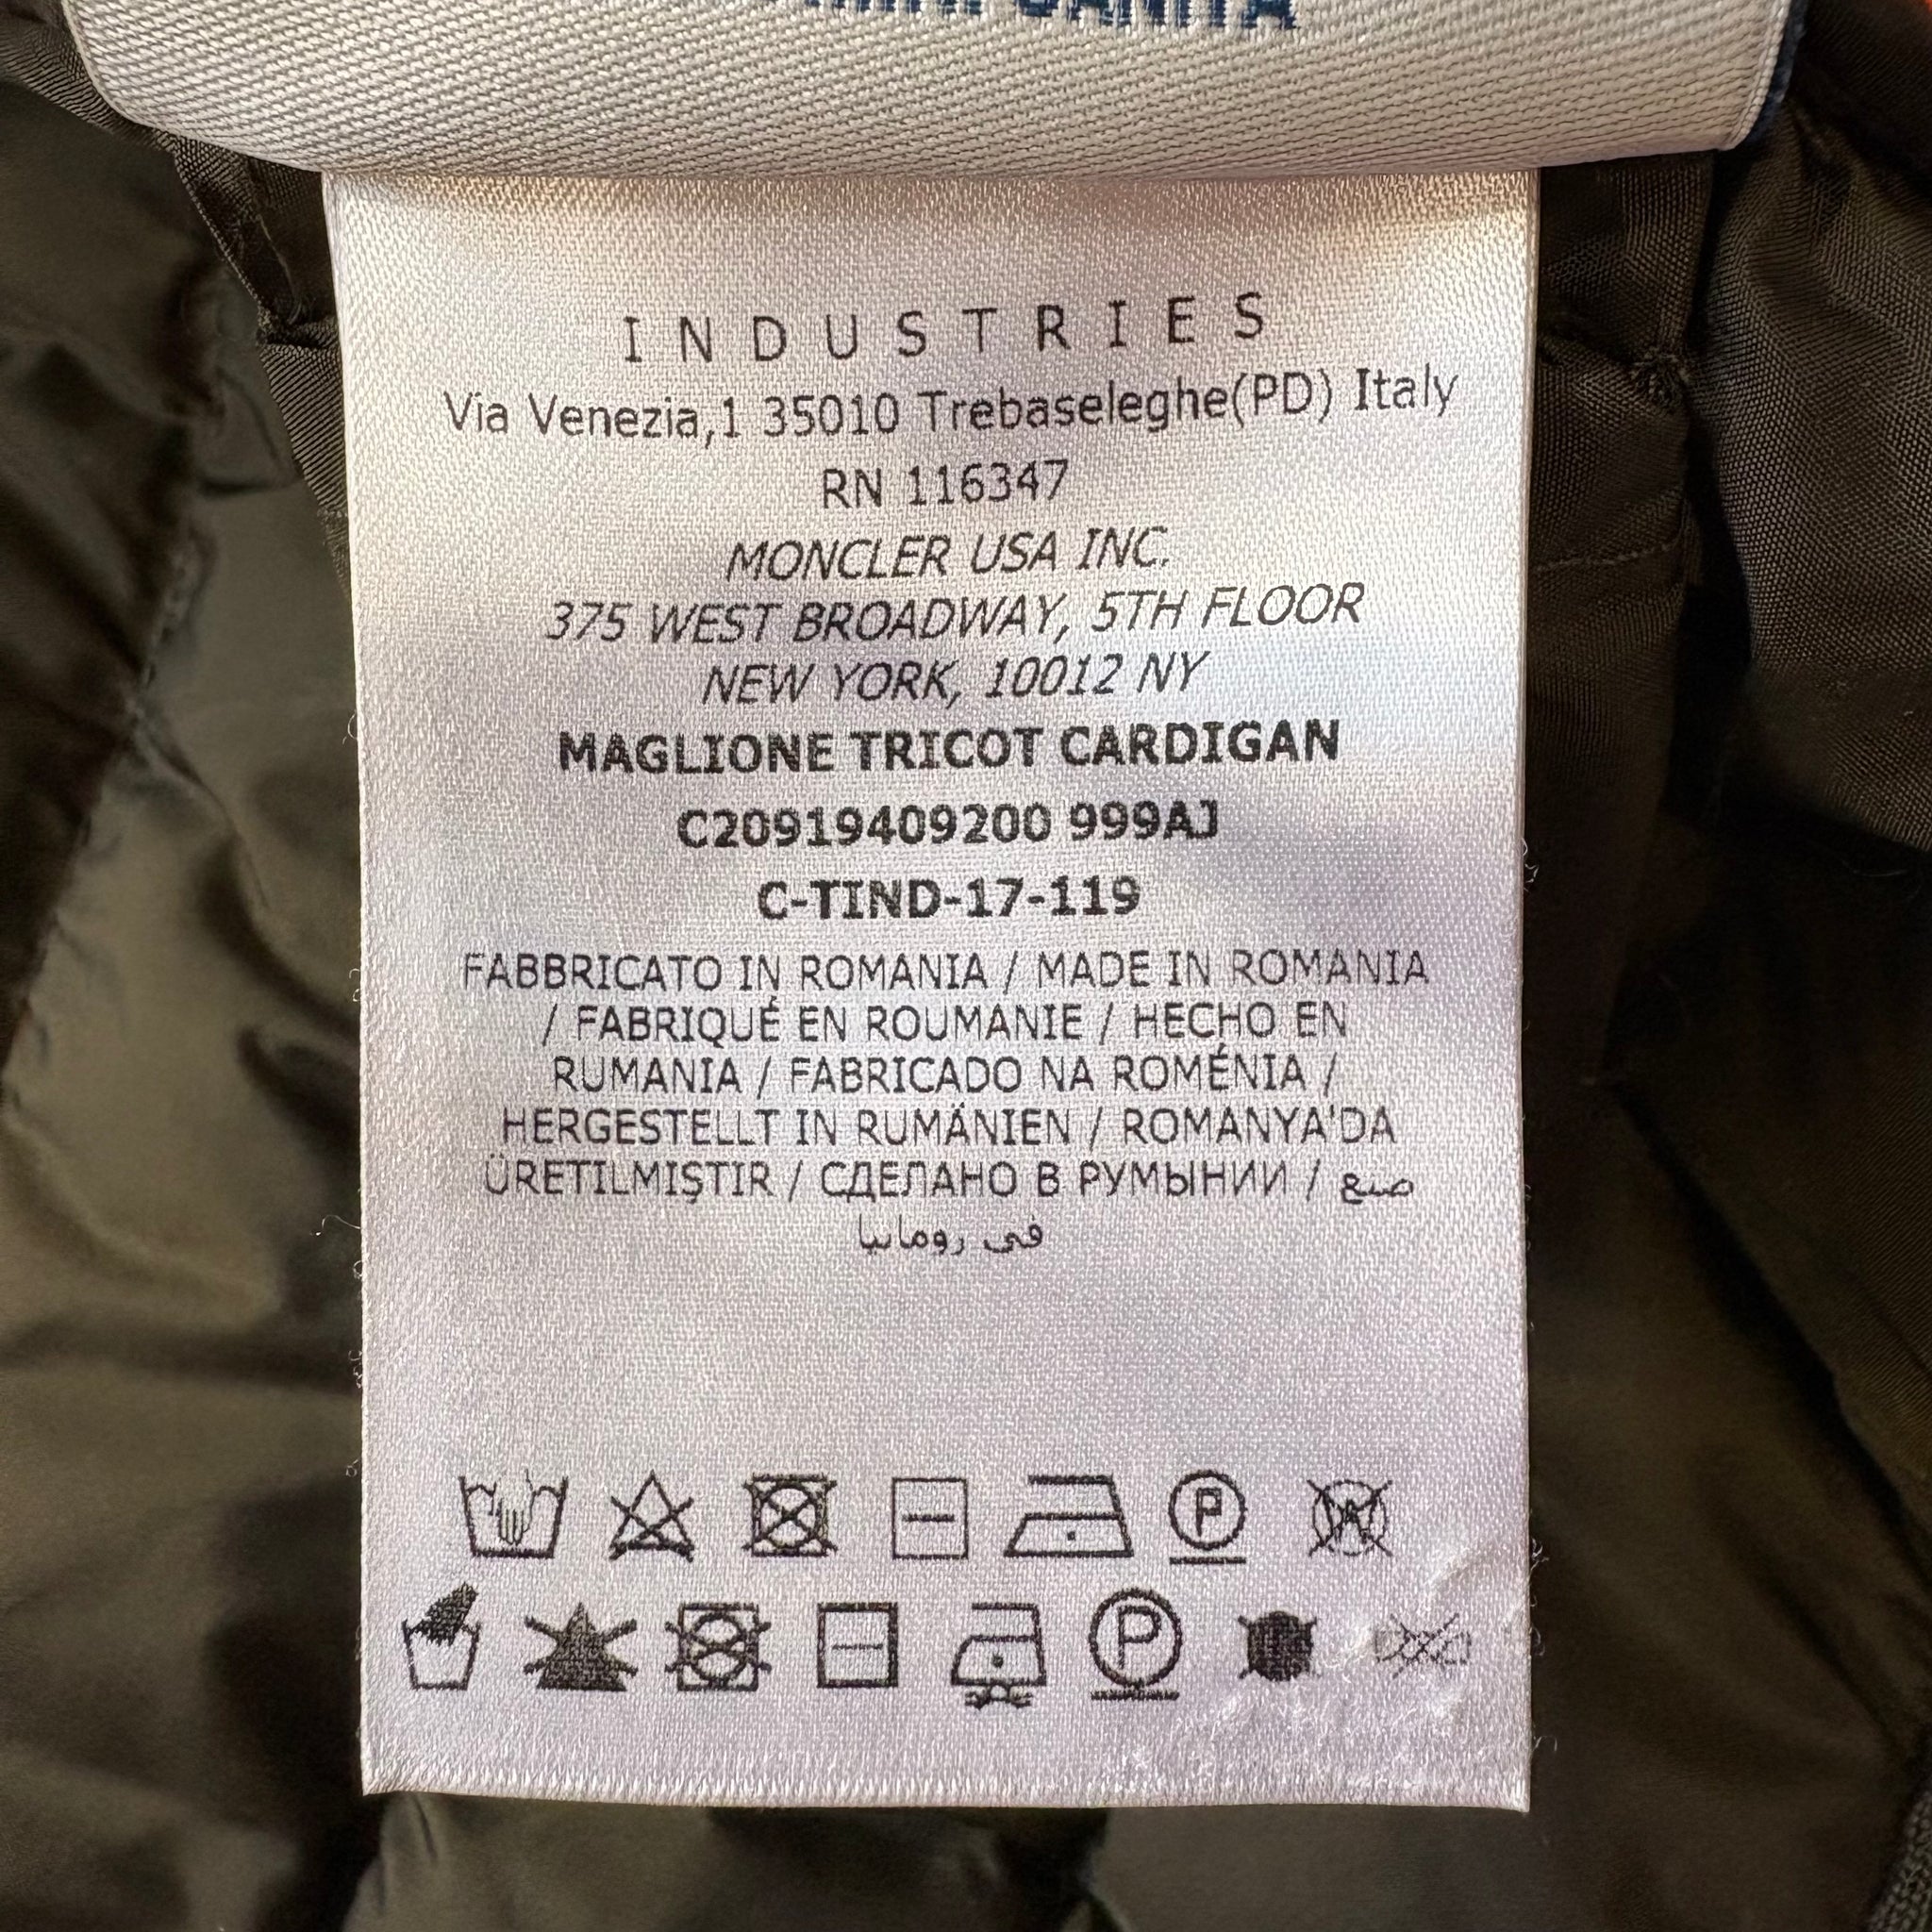 I N D U S T R I E S
Via Venezia,1 35010 Trebaseleghe(PD) Italy
RN 116347
MONCLER USA INC.
375 WEST BROADWAY, 5TH FLOOR
NEW YORK, 10012 NY
MAGLIONE TRICOT CARDIGAN
C20919409200 999AJ
C-TIND-17-119
FABBRICATO IN ROMANIA / MADE IN ROMANIA
/ FABRIQUÉ EN ROUMANIE / HECHO EN
RUMANIA / FABRICADO NA ROMÉNIA /
HERGESTELLT IN RUMÄNIEN / ROMANYA'DA
ÜRETILMIŞTIR / СДЕЛАНО В РУМЫНИИ / صنع
في رومانيا
P
P